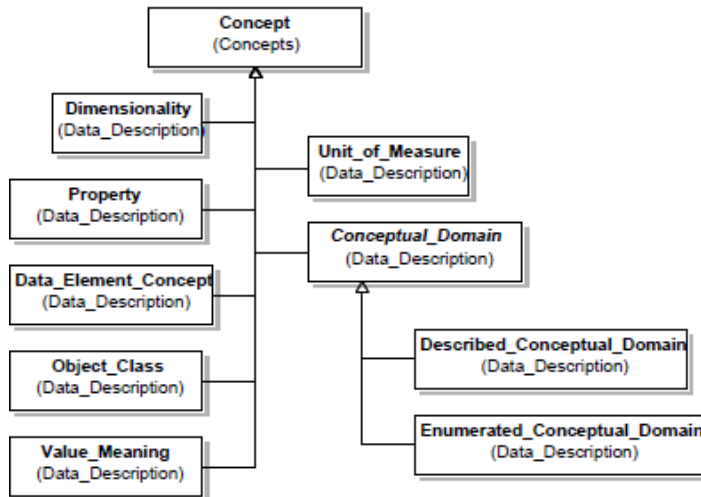 Concept
(Concepts)
Dimensionality
(Data_Description)
Unit_of_Measure
(Data_Description)
Property
(Data_Description)
Conceptual_Domain
(Data_Description)
Data_Element_Concept
(Data_Description)
Described_Conceptual_Domain
(Data_Description)
Object_Class
(Data_Description)
Enumerated_Conceptual_Domain
(Data_Description)
Value_Meaning
(Data_Description)